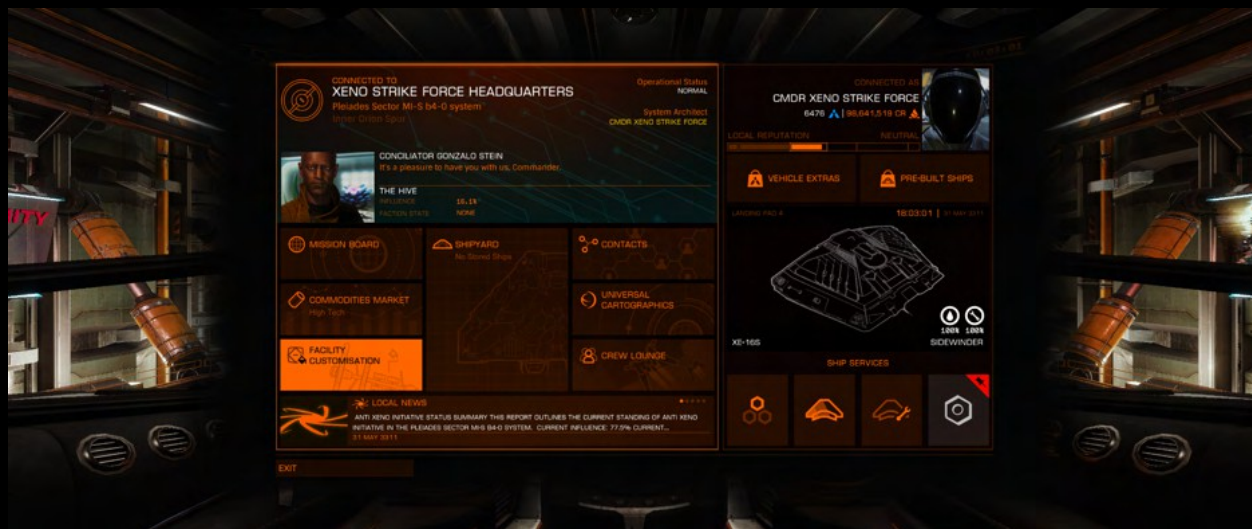 CONNECTED TO
XENO STRIKE FORCE HEADQUARTERS
Pleiades Sector MI-S b4-0 system
Inner Orion Spur
Operational Status
NORMAL
System Architect
CMDR XENO STRIKE FORCE
CONCILIATOR GONZALO STEIN
It's a pleasure to have you with us, Commander.
THE HIVE
INFLUENCE 10.1%
FACTION STATE NONE
MISSION BOARD
SHIPYARD
No Stored Ships
CONTACTS
COMMODITIES MARKET
High Tech
UNIVERSAL
CARTOGRAPHICS
FACILITY
CUSTOMISATION
CREW LOUNGE
LOCAL NEWS
ANTI XENO INITIATIVE STATUS SUMMARY THIS REPORT OUTLINES THE CURRENT STANDING OF ANTI XENO
INITIATIVE IN THE PLEIADES SECTOR MI-S B4-0 SYSTEM. CURRENT INFLUENCE: 77.5% CURRENT...
31 MAY 3311
EXIT
CONNECTED AS
CMDR XENO STRIKE FORCE
6476 | 96,641,519 CR
LOCAL REPUTATION NEUTRAL
VEHICLE EXTRAS
PRE-BUILT SHIPS
LANDING PAD 4
18:03:01 | 31 MAY 3311
100% 100%
XE-16S
SIDEWINDER
SHIP SERVICES